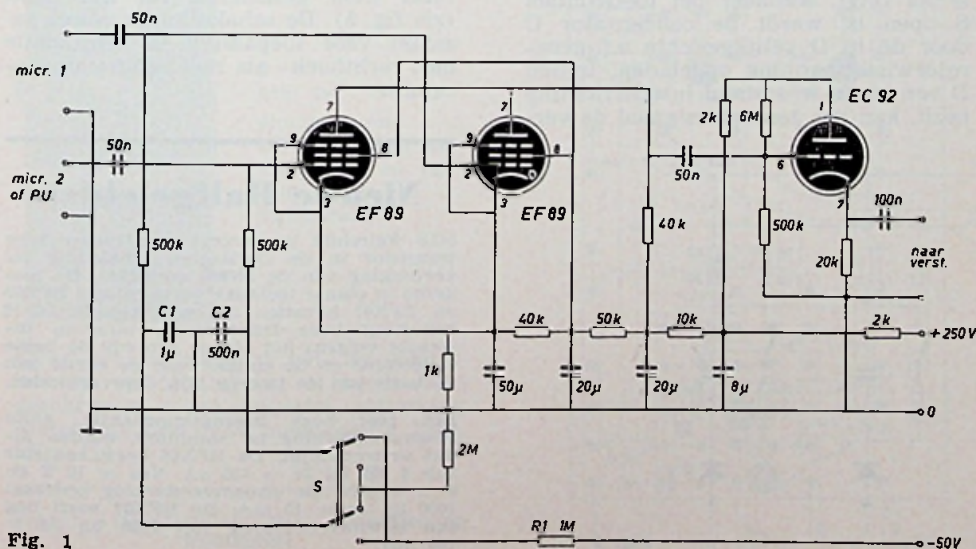 50n
micr. 1
50n
micr. 2
of PU
9
2
7
8
3
EF 89
9
2
7
8
3
EF 89
50n
2k
6M
EC 92
1
6
7
100n
500k
500k
40k
500k
20k
naar
verst.
C1
C2
1μ
500n
40k
50k
10k
2k
+250V
1k
50μ
20μ
20μ
8μ
0
2M
S
R1 1M
-50V
Fig. 1